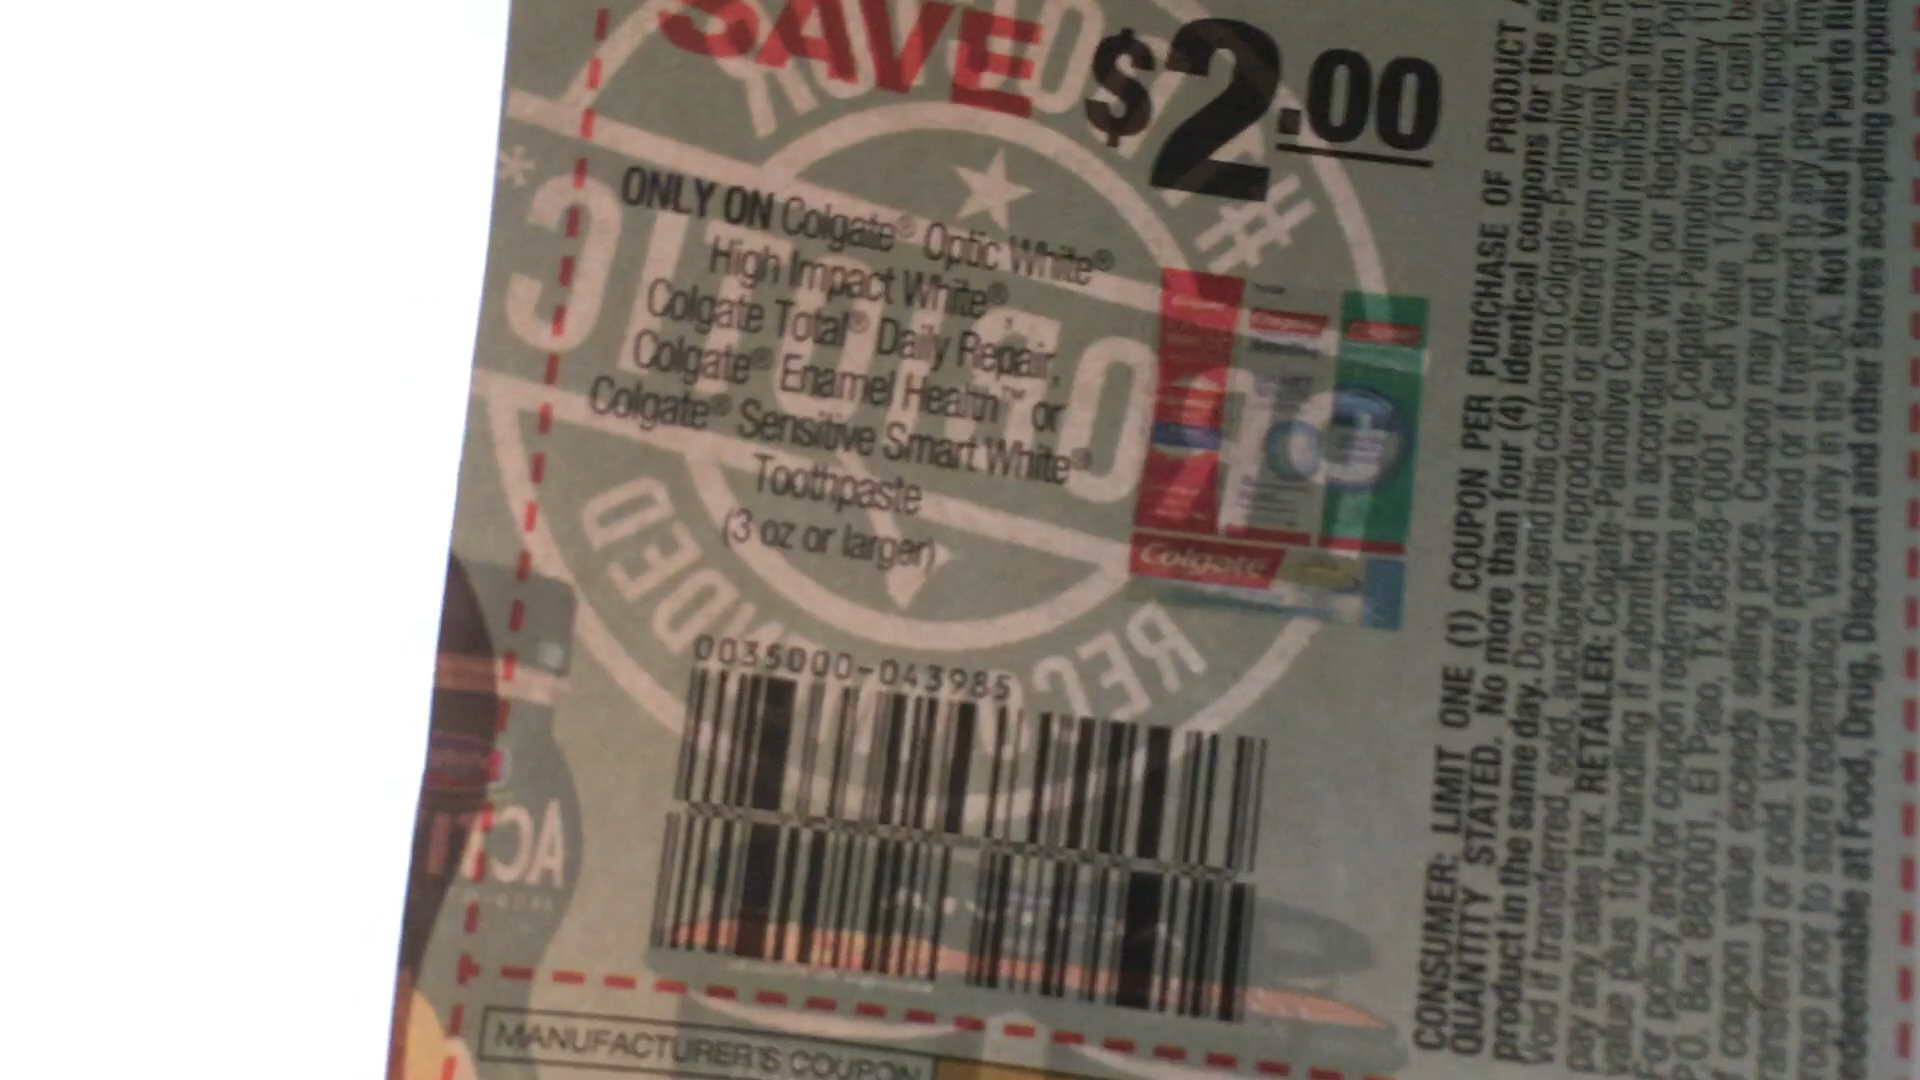 SAVE $2.00
ONLY ON Colgate® Optic White®
High Impact White®,
Colgate Total® Daily Repair,
Colgate® Enamel Health™ or
Colgate® Sensitive Smart White®
Toothpaste
(3 oz or larger)
Colgate
0035000-043985
MANUFACTURER'S COUPON
CONSUMER: LIMIT ONE (1) COUPON PER PURCHASE OF PRODUCT
QUANTITY STATED. No more than four (4) identical coupons for the
product in the same day. Do not send this coupon to Colgate-Palmolive
Void if transferred, sold, auctioned, reproduced or altered from original. You
pay any sales tax. RETAILER: Colgate-Palmolive Company will reimburse the
value plus 10¢ handling if submitted in accordance with our Redemption
For policy and/or coupon redemption send to: Colgate-Palmolive Company
P.O. Box 880001, El Paso, TX 88588-0001. Cash Value 1/100¢. No cash
if coupon value exceeds selling price. Coupon may not be bought,
transferred or sold. Void where prohibited or if transferred to any person, firm
group prior to store redemption. Valid only in the USA. Not Valid in Puerto
Redeemable at Food, Drug, Discount and other Stores accepting
ACT
RECOMMENDED